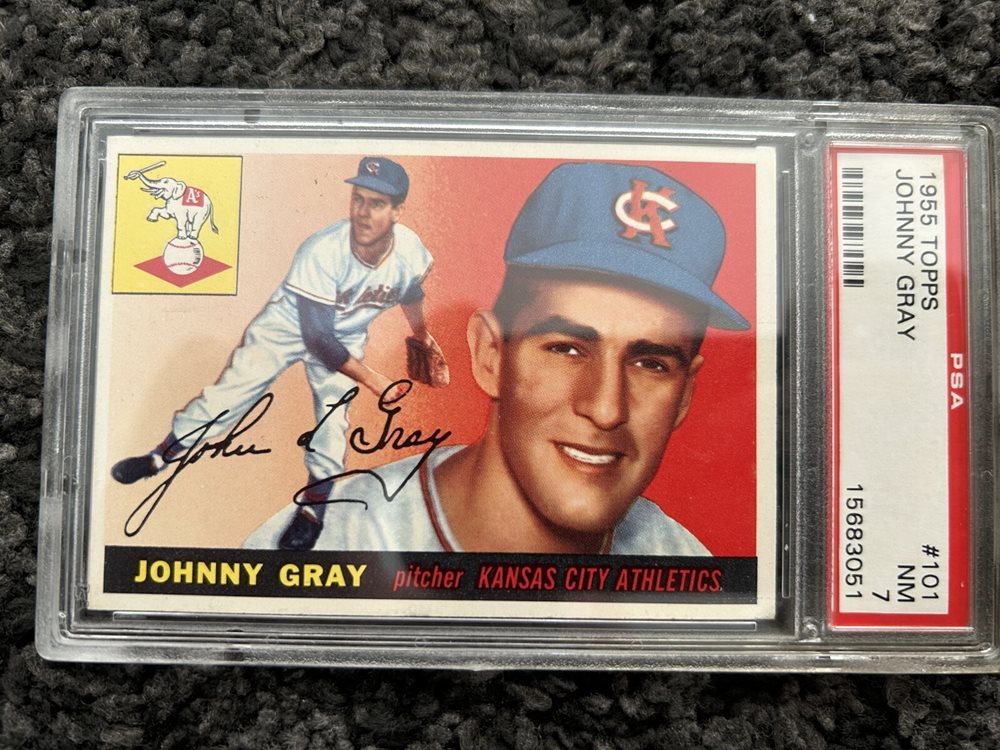 A's
KC
John L Gray
JOHNNY GRAY pitcher KANSAS CITY ATHLETICS
1955 TOPPS #101
JOHNNY GRAY NM
7
15683051
PSA